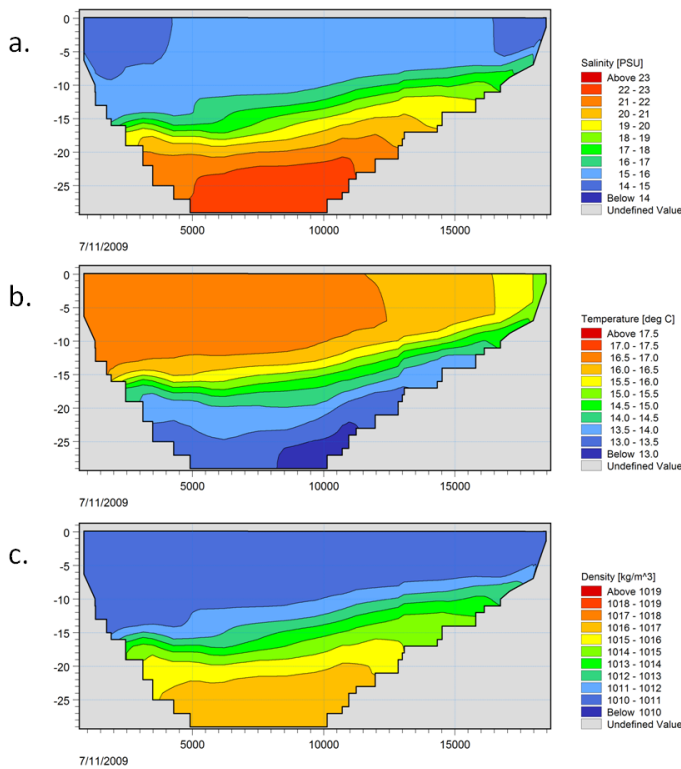 a.
0
-5
-10
-15
-20
-25
5000 10000 15000
7/11/2009
Salinity [PSU]
Above 23
22 - 23
21 - 22
20 - 21
19 - 20
18 - 19
17 - 18
16 - 17
15 - 16
14 - 15
Below 14
Undefined Value
b.
0
-5
-10
-15
-20
-25
5000 10000 15000
7/11/2009
Temperature [deg C]
Above 17.5
17.0 - 17.5
16.5 - 17.0
16.0 - 16.5
15.5 - 16.0
15.0 - 15.5
14.5 - 15.0
14.0 - 14.5
13.5 - 14.0
13.0 - 13.5
Below 13.0
Undefined Value
c.
0
-5
-10
-15
-20
-25
5000 10000 15000
7/11/2009
Density [kg/m^3]
Above 1019
1018 - 1019
1017 - 1018
1016 - 1017
1015 - 1016
1014 - 1015
1013 - 1014
1012 - 1013
1011 - 1012
1010 - 1011
Below 1010
Undefined Value